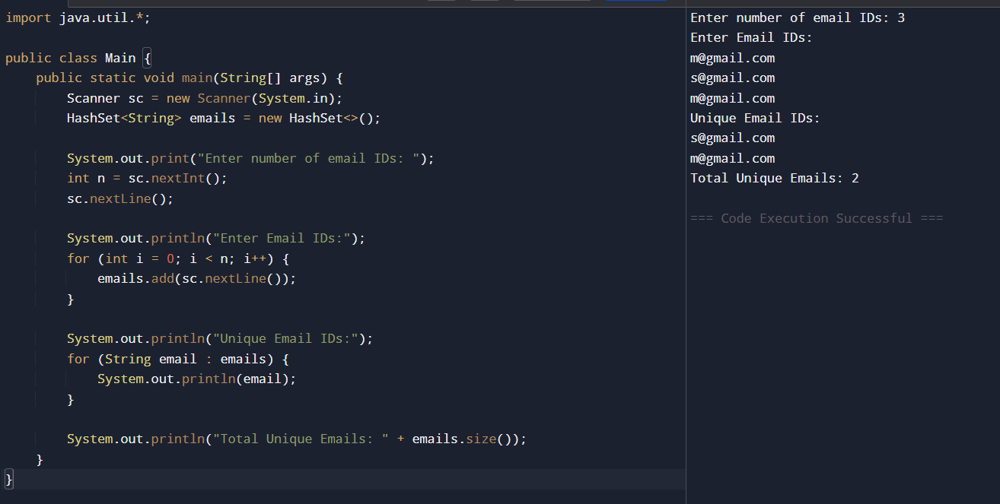 import java.util.*;
public class Main {
public static void main(String[] args) {
Scanner sc = new Scanner(System.in);
HashSet<String> emails = new HashSet<>();
System.out.print("Enter number of email IDs: ");
int n = sc.nextInt();
sc.nextLine();
System.out.println("Enter Email IDs:");
for (int i = 0; i < n; i++) {
emails.add(sc.nextLine());
}
System.out.println("Unique Email IDs:");
for (String email : emails) {
System.out.println(email);
}
System.out.println("Total Unique Emails: " + emails.size());
}
}
Enter number of email IDs: 3
Enter Email IDs:
m@gmail.com
s@gmail.com
m@gmail.com
Unique Email IDs:
s@gmail.com
m@gmail.com
Total Unique Emails: 2
=== Code Execution Successful ===